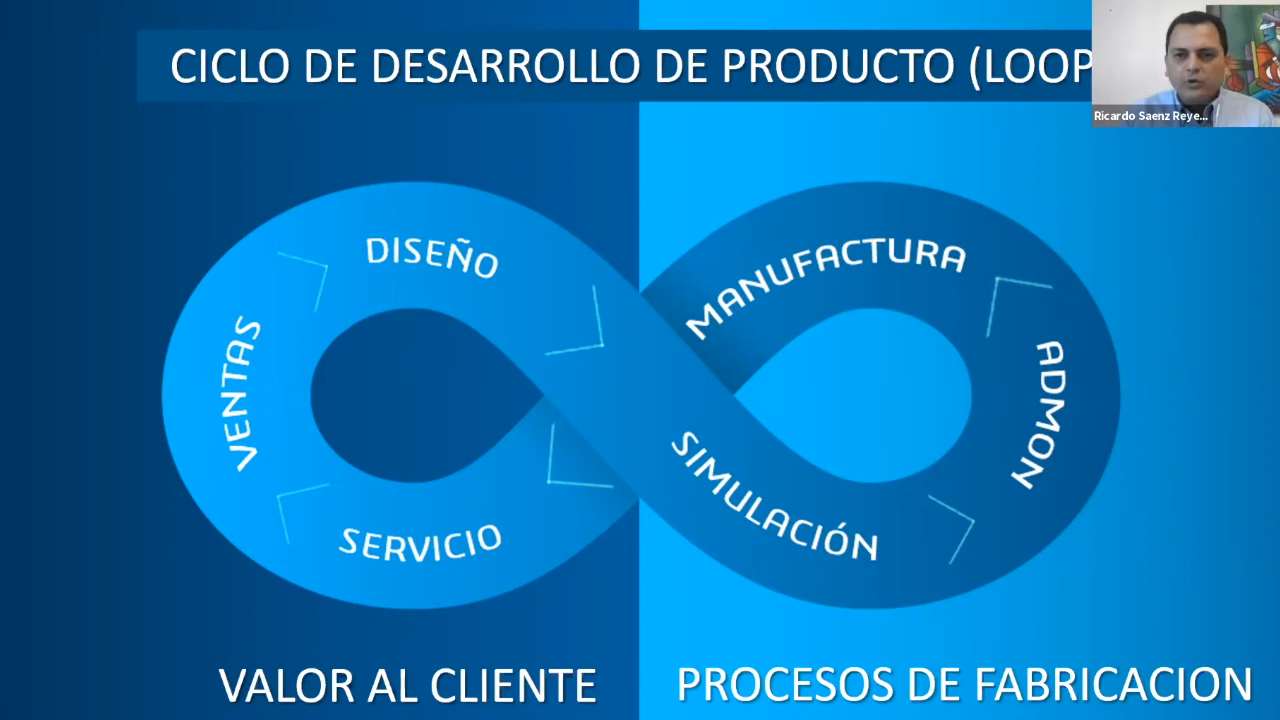 CICLO DE DESARROLLO DE PRODUCTO (LOOP
Ricardo Saenz Reye...
DISEÑO
MANUFACTURA
VENTAS
ADMON
SIMULACIÓN
SERVICIO
VALOR AL CLIENTE
PROCESOS DE FABRICACION